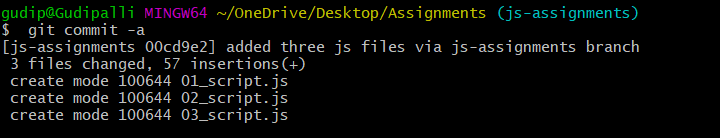 gudip@Gudipalli MINGW64 ~/OneDrive/Desktop/Assignments (js-assignments)
$  git commit -a
[js-assignments 00cd9e2] added three js files via js-assignments branch
 3 files changed, 57 insertions(+)
 create mode 100644 01_script.js
 create mode 100644 02_script.js
 create mode 100644 03_script.js